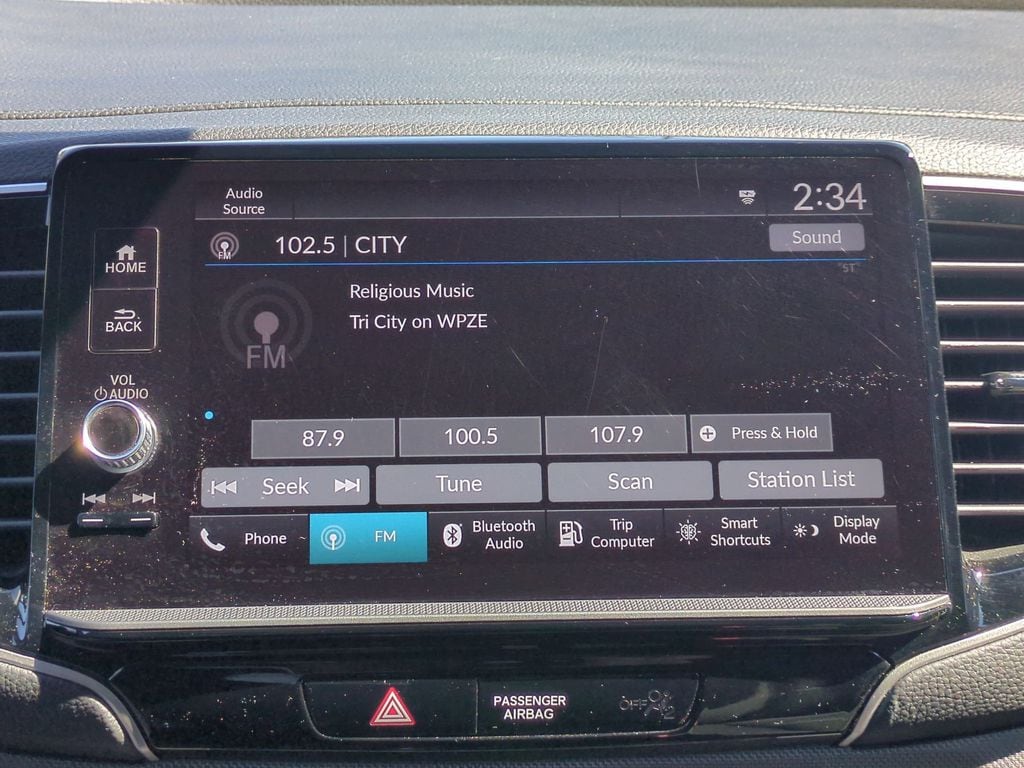 Audio
Source
2:34
FM
102.5 | CITY
Sound
"ST"
HOME
Religious Music
BACK
Tri City on WPZE
FM
VOL
AUDIO
87.9
100.5
107.9
Press & Hold
Seek
Tune
Scan
Station List
Phone
FM
Bluetooth
Audio
Trip
Computer
Smart
Shortcuts
Display
Mode
PASSENGER
AIRBAG
OFF
2